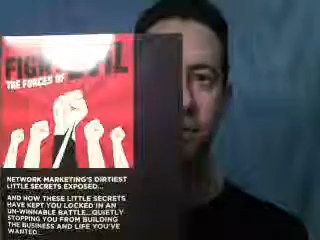 FIGHT EVIL
THE FORCES OF
NETWORK MARKETING'S DIRTIEST
LITTLE SECRETS EXPOSED...
AND HOW THESE LITTLE SECRETS
HAVE KEPT YOU LOCKED IN AN
UN-WINNABLE BATTLE...QUIETLY
STOPPING YOU FROM BUILDING
THE BUSINESS AND LIFE YOU'VE
WANTED...